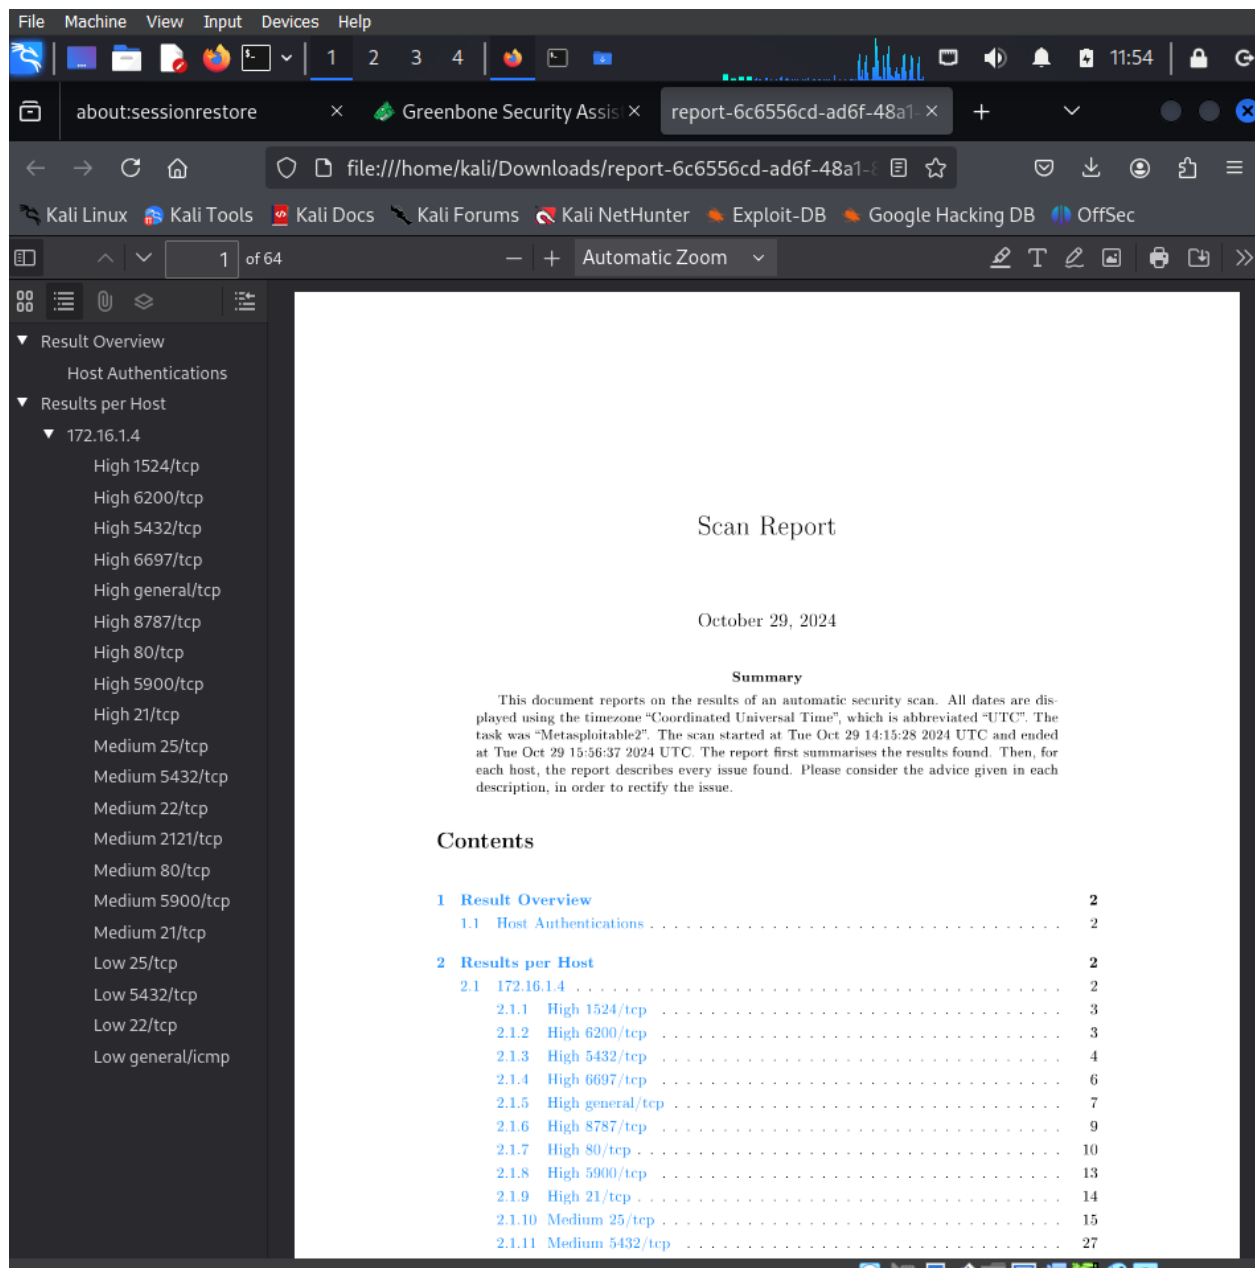 File Machine View Input Devices Help
1 2 3 4 11:54
about:sessionrestore Greenbone Security Assist report-6c6556cd-ad6f-48a1-
file:///home/kali/Downloads/report-6c6556cd-ad6f-48a1-8
Kali Linux Kali Tools Kali Docs Kali Forums Kali NetHunter Exploit-DB Google Hacking DB OffSec
1 of 64 Automatic Zoom
Result Overview
Host Authentications
Results per Host
172.16.1.4
High 1524/tcp
High 6200/tcp
High 5432/tcp
High 6697/tcp
High general/tcp
High 8787/tcp
High 80/tcp
High 5900/tcp
High 21/tcp
Medium 25/tcp
Medium 5432/tcp
Medium 22/tcp
Medium 2121/tcp
Medium 80/tcp
Medium 5900/tcp
Medium 21/tcp
Low 25/tcp
Low 5432/tcp
Low 22/tcp
Low general/icmp
Scan Report
October 29, 2024
Summary
This document reports on the results of an automatic security scan. All dates are dis-
played using the timezone “Coordinated Universal Time”, which is abbreviated “UTC”. The
task was “Metasploitable2”. The scan started at Tue Oct 29 14:15:28 2024 UTC and ended
at Tue Oct 29 15:56:37 2024 UTC. The report first summarises the results found. Then, for
each host, the report describes every issue found. Please consider the advice given in each
description, in order to rectify the issue.
Contents
1 Result Overview 2
1.1 Host Authentications . . . . . . . . . . . . . . . . . . . . . . . . . . . . . . . . . . 2
2 Results per Host 2
2.1 172.16.1.4 . . . . . . . . . . . . . . . . . . . . . . . . . . . . . . . . . . . . . . . . 2
2.1.1 High 1524/tcp . . . . . . . . . . . . . . . . . . . . . . . . . . . . . . . . . 3
2.1.2 High 6200/tcp . . . . . . . . . . . . . . . . . . . . . . . . . . . . . . . . . 3
2.1.3 High 5432/tcp . . . . . . . . . . . . . . . . . . . . . . . . . . . . . . . . . 4
2.1.4 High 6697/tcp . . . . . . . . . . . . . . . . . . . . . . . . . . . . . . . . . 6
2.1.5 High general/tcp . . . . . . . . . . . . . . . . . . . . . . . . . . . . . . . . 7
2.1.6 High 8787/tcp . . . . . . . . . . . . . . . . . . . . . . . . . . . . . . . . . 9
2.1.7 High 80/tcp . . . . . . . . . . . . . . . . . . . . . . . . . . . . . . . . . . . 10
2.1.8 High 5900/tcp . . . . . . . . . . . . . . . . . . . . . . . . . . . . . . . . . 13
2.1.9 High 21/tcp . . . . . . . . . . . . . . . . . . . . . . . . . . . . . . . . . . . 14
2.1.10 Medium 25/tcp . . . . . . . . . . . . . . . . . . . . . . . . . . . . . . . . . 15
2.1.11 Medium 5432/tcp . . . . . . . . . . . . . . . . . . . . . . . . . . . . . . . 27